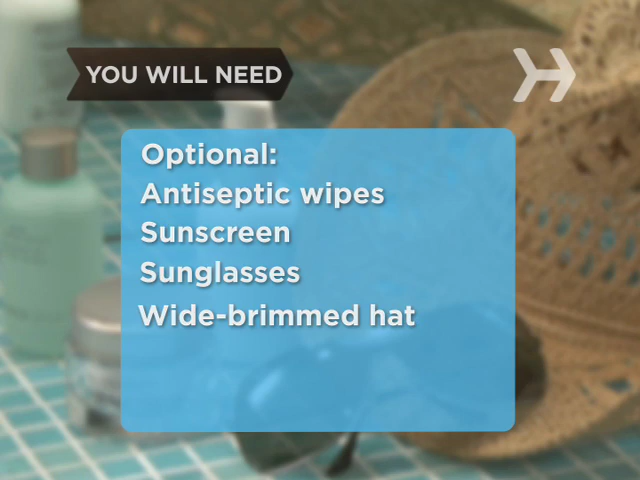 YOU WILL NEED
Optional:
Antiseptic wipes
Sunscreen
Sunglasses
Wide-brimmed hat